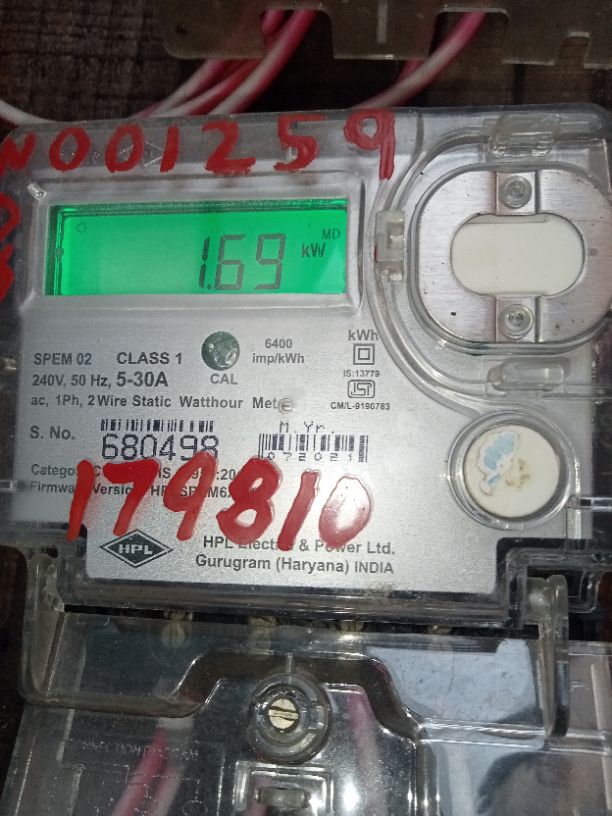 N001259
MD
1.69 kW
SPEM 02 CLASS 1 6400 imp/kWh kWh
240V, 50 Hz, 5-30A CAL IS:13779
ac, 1Ph, 2 Wire Static Watthour CM/L-9190783
S. No. 680498 M.Yr. 072021
179810
HPL HPL & Power Ltd.
Gurugram (Haryana) INDIA